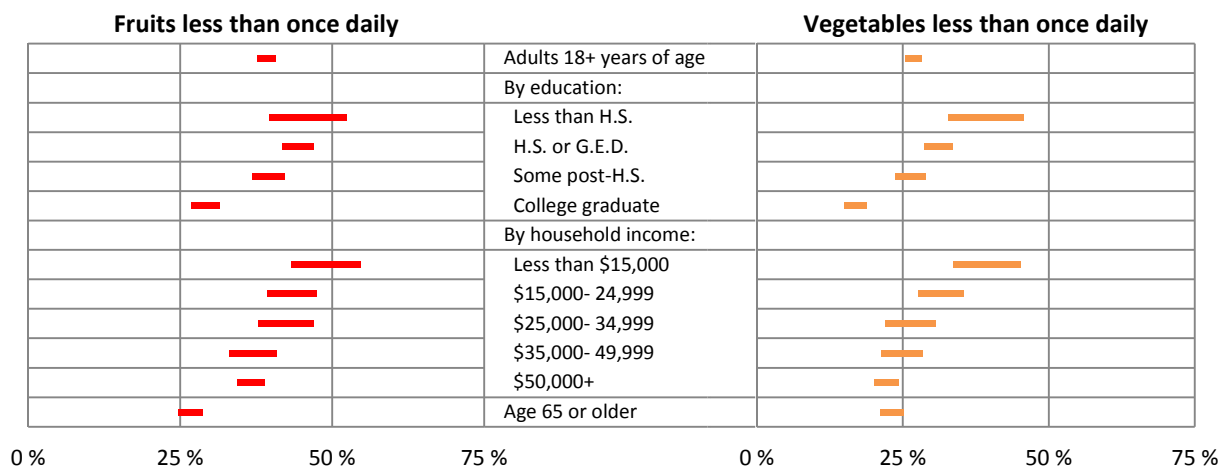 Fruits less than once daily
Vegetables less than once daily
Adults 18+ years of age
By education:
Less than H.S.
H.S. or G.E.D.
Some post-H.S.
College graduate
By household income:
Less than $15,000
$15,000- 24,999
$25,000- 34,999
$35,000- 49,999
$50,000+
Age 65 or older
0 % 25 % 50 % 75 %
0 % 25 % 50 % 75 %